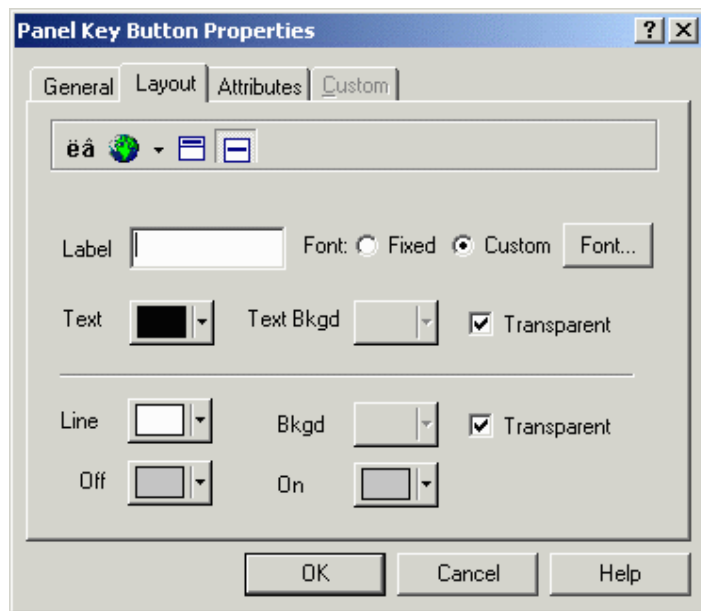 Panel Key Button Properties
General Layout Attributes Custom
ëâ
Label Font: Fixed Custom Font...
Text Text Bkgd Transparent
Line Bkgd Transparent
Off On
OK Cancel Help